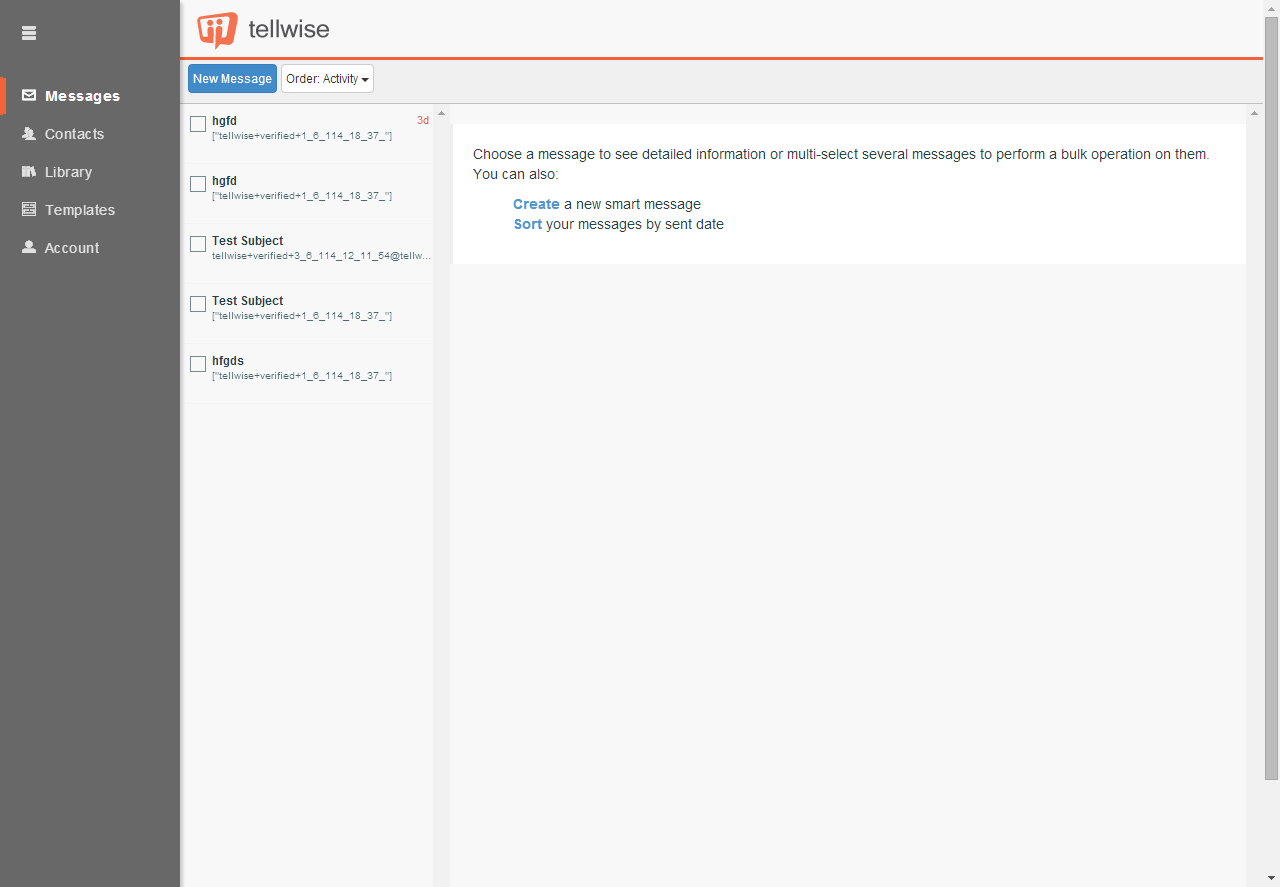 tellwise
New Message
Order: Activity
Messages
Contacts
Library
Templates
Account
hgfd
3d
["tellwise+verified+1_6_114_18_37_"]
hgfd
["tellwise+verified+1_6_114_18_37_"]
Test Subject
tellwise+verified+3_6_114_12_11_54@tellw...
Test Subject
["tellwise+verified+1_6_114_18_37_"]
hfgds
["tellwise+verified+1_6_114_18_37_"]
Choose a message to see detailed information or multi-select several messages to perform a bulk operation on them.
You can also:
Create a new smart message
Sort your messages by sent date